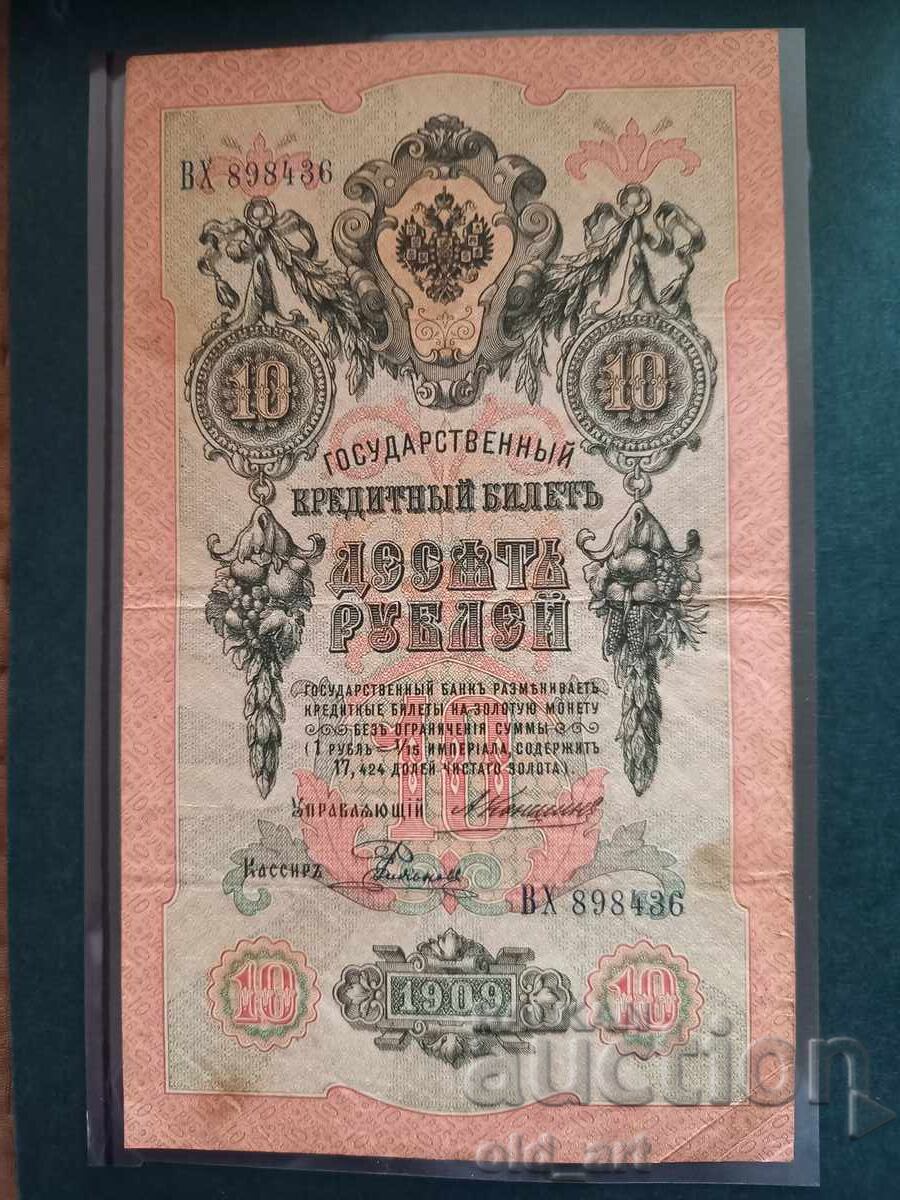 ВХ 898436
10 10
ГОСУДАРСТВЕННЫЙ
КРЕДИТНЫЙ БИЛЕТЪ
ДЕСЯТЬ
РУБЛЕЙ
10
ГОСУДАРСТВЕННЫЙ БАНКЪ РАЗМѢНИВАЕТЪ
КРЕДИТНЫЕ БИЛЕТЫ НА ЗОЛОТУЮ МОНЕТУ
БЕЗЪ ОГРАНИЧЕНІЯ СУММЫ
(1 РУБЛЬ = 1/15 ИМПЕРІАЛА, СОДЕРЖИТЪ
17,424 ДОЛЕЙ ЧИСТАГО ЗОЛОТА).
УПРАВЛЯЮЩІЙ
КАССИРЪ
ВХ 898436
10 1909 10
BALKAN
auction
old_art